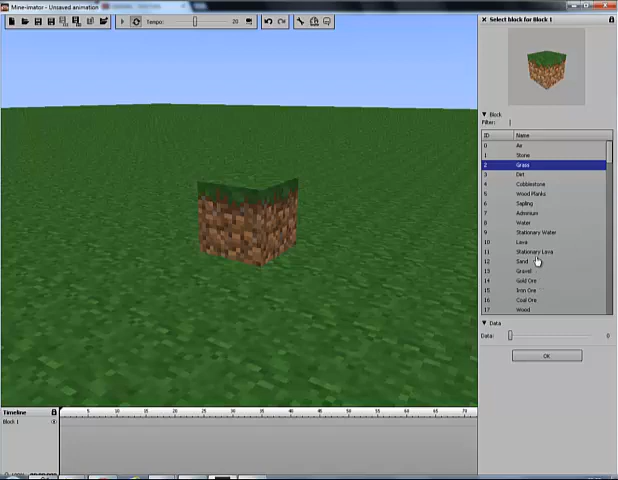 Mine-imator - Unsaved animation
Tempo: 20
Select block for Block 1
Block
Filter:
ID Name
0 Air
1 Stone
2 Grass
3 Dirt
4 Cobblestone
5 Wood Planks
6 Sapling
7 Adminium
8 Water
9 Stationary Water
10 Lava
11 Stationary Lava
12 Sand
13 Gravel
14 Gold Ore
15 Iron Ore
16 Coal Ore
17 Wood
Data
Data: 0
OK
Timeline
5 10 15 20 25 30 35 40 45 50 55 60 65 70
Block 1